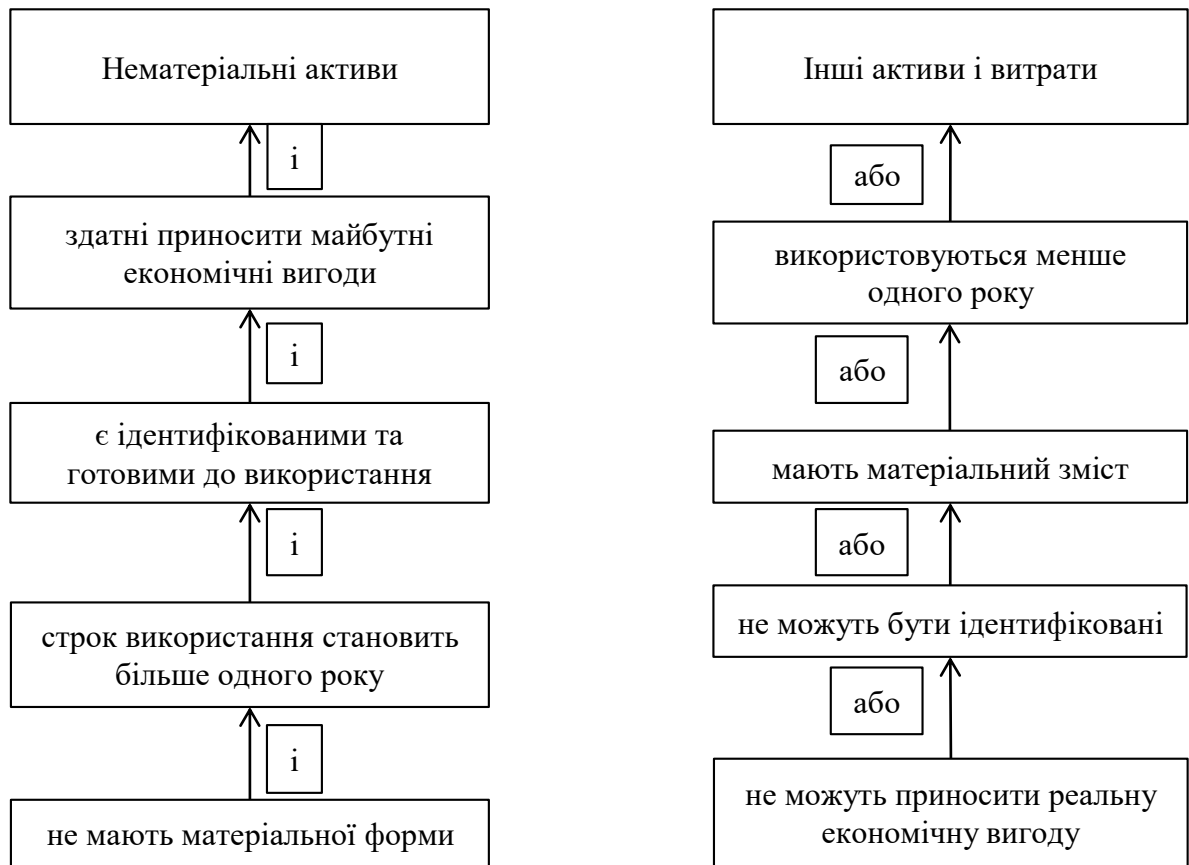 Нематеріальні активи
і
здатні приносити майбутні
економічні вигоди
і
є ідентифікованими та
готовими до використання
і
строк використання становить
більше одного року
і
не мають матеріальної форми
Інші активи і витрати
або
використовуються менше
одного року
або
мають матеріальний зміст
або
не можуть бути ідентифіковані
або
не можуть приносити реальну
економічну вигоду